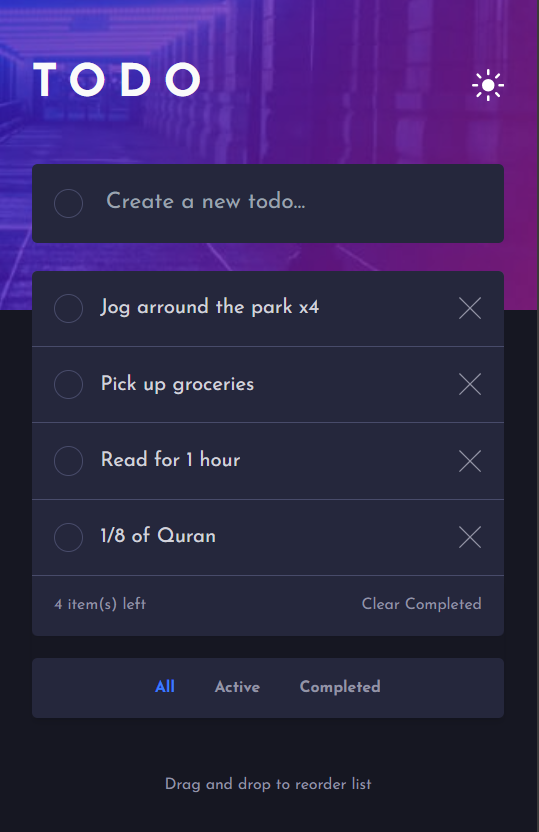 TODO
Create a new todo...
Jog arround the park x4
Pick up groceries
Read for 1 hour
1/8 of Quran
4 item(s) left Clear Completed
All Active Completed
Drag and drop to reorder list